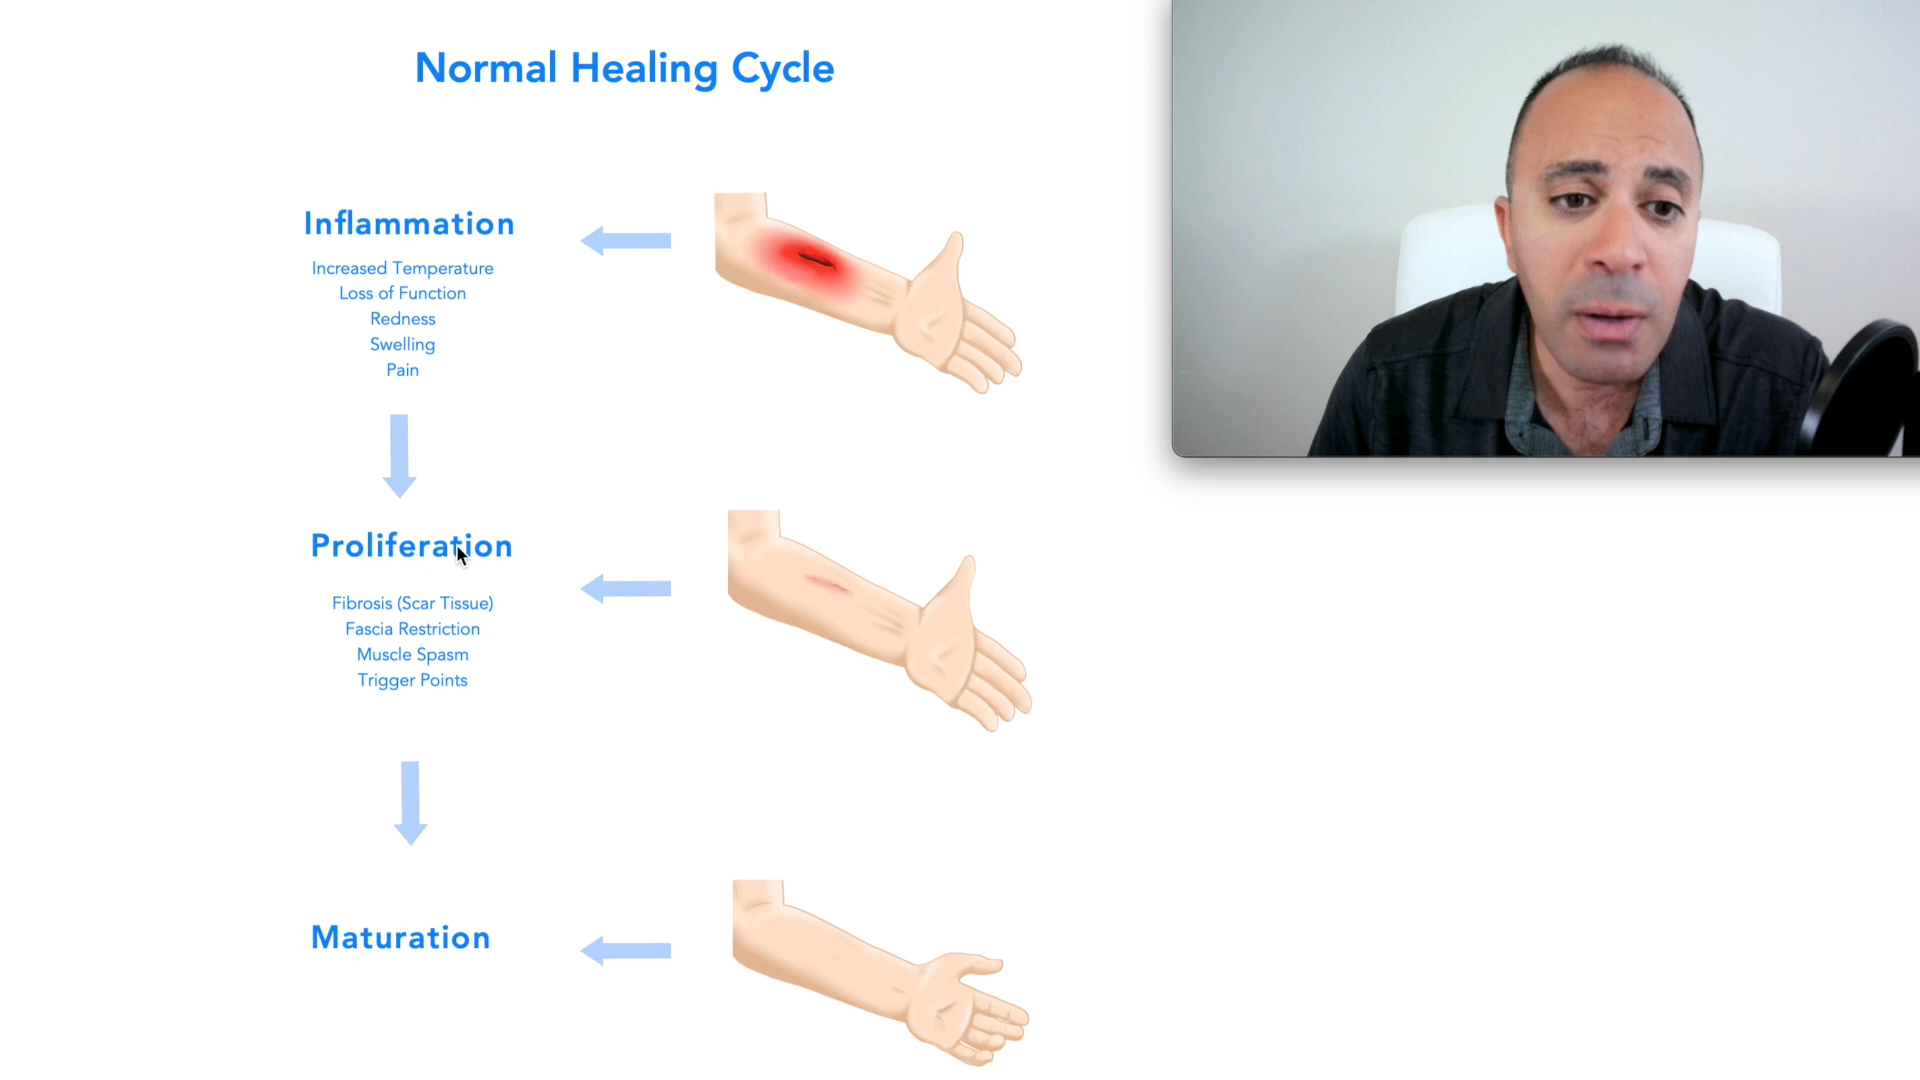 Normal Healing Cycle
Inflammation
Increased Temperature
Loss of Function
Redness
Swelling
Pain
Proliferation
Fibrosis (Scar Tissue)
Fascia Restriction
Muscle Spasm
Trigger Points
Maturation